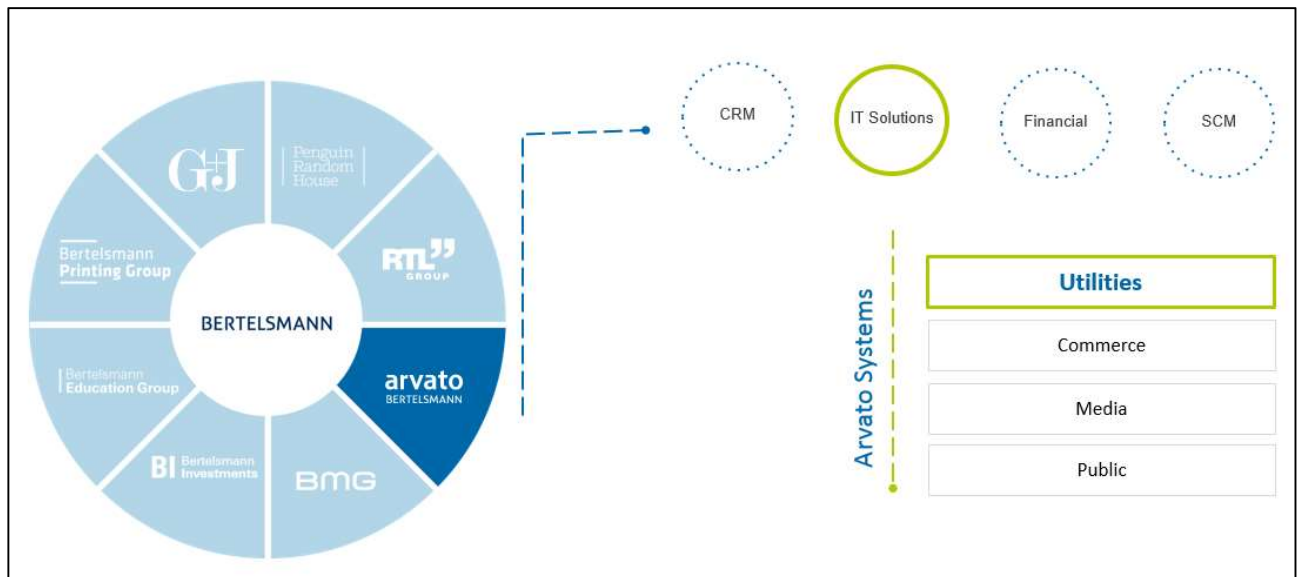 G+J
Penguin
Random
House
Bertelsmann
Printing Group
RTL
GROUP
BERTELSMANN
Bertelsmann
Education Group
arvato
BERTELSMANN
BI Bertelsmann
Investments
BMG
CRM
IT Solutions
Financial
SCM
Arvato Systems
Utilities
Commerce
Media
Public